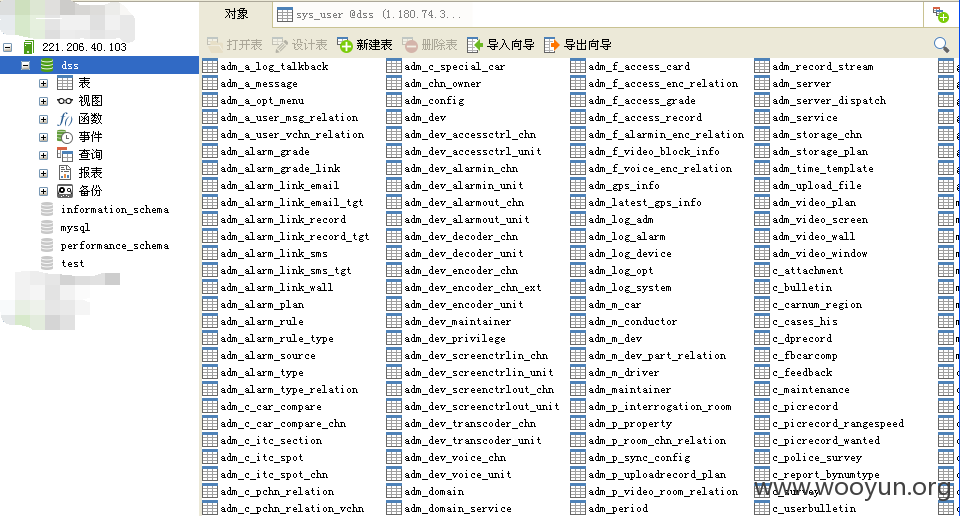 对象
sys_user @dss (1.180.74.3...
打开表 设计表 新建表 删除表 导入向导 导出向导
221.206.40.103
dss
表
视图
函数
事件
查询
报表
备份
information_schema
mysql
performance_schema
test
adm_a_log_talkback
adm_a_message
adm_a_opt_menu
adm_a_user_msg_relation
adm_a_user_vchn_relation
adm_alarm_grade
adm_alarm_grade_link
adm_alarm_link_email
adm_alarm_link_email_tgt
adm_alarm_link_record
adm_alarm_link_record_tgt
adm_alarm_link_sms
adm_alarm_link_sms_tgt
adm_alarm_link_wall
adm_alarm_plan
adm_alarm_rule
adm_alarm_rule_type
adm_alarm_source
adm_alarm_type
adm_alarm_type_relation
adm_c_car_compare
adm_c_car_compare_chn
adm_c_itc_section
adm_c_itc_spot
adm_c_itc_spot_chn
adm_c_pchn_relation
adm_c_pchn_relation_vchn
adm_c_special_car
adm_chn_owner
adm_config
adm_dev
adm_dev_accessctrl_chn
adm_dev_accessctrl_unit
adm_dev_alarmin_chn
adm_dev_alarmin_unit
adm_dev_alarmout_chn
adm_dev_alarmout_unit
adm_dev_decoder_chn
adm_dev_decoder_unit
adm_dev_encoder_chn
adm_dev_encoder_chn_ext
adm_dev_encoder_unit
adm_dev_maintainer
adm_dev_privilege
adm_dev_screenctrlin_chn
adm_dev_screenctrlin_unit
adm_dev_screenctrlout_chn
adm_dev_screenctrlout_unit
adm_dev_transcoder_chn
adm_dev_transcoder_unit
adm_dev_voice_chn
adm_dev_voice_unit
adm_domain
adm_domain_service
adm_f_access_card
adm_f_access_enc_relation
adm_f_access_grade
adm_f_access_record
adm_f_alarmin_enc_relation
adm_f_video_block_info
adm_f_voice_enc_relation
adm_gps_info
adm_latest_gps_info
adm_log_adm
adm_log_alarm
adm_log_device
adm_log_opt
adm_log_system
adm_m_car
adm_m_conductor
adm_m_dev
adm_m_dev_part_relation
adm_m_driver
adm_maintainer
adm_p_interrogation_room
adm_p_property
adm_p_room_chn_relation
adm_p_sync_config
adm_p_uploadrecord_plan
adm_p_video_room_relation
adm_period
adm_record_stream
adm_server
adm_server_dispatch
adm_service
adm_storage_chn
adm_storage_plan
adm_time_template
adm_upload_file
adm_video_plan
adm_video_screen
adm_video_wall
adm_video_window
c_attachment
c_bulletin
c_carnum_region
c_cases_his
c_dprecord
c_fbcarcomp
c_feedback
c_maintenance
c_picrecord
c_picrecord_rangespeed
c_picrecord_wanted
c_police_survey
c_report_bynumtype
c_survey
c_userbulletin
www.wooyun.org